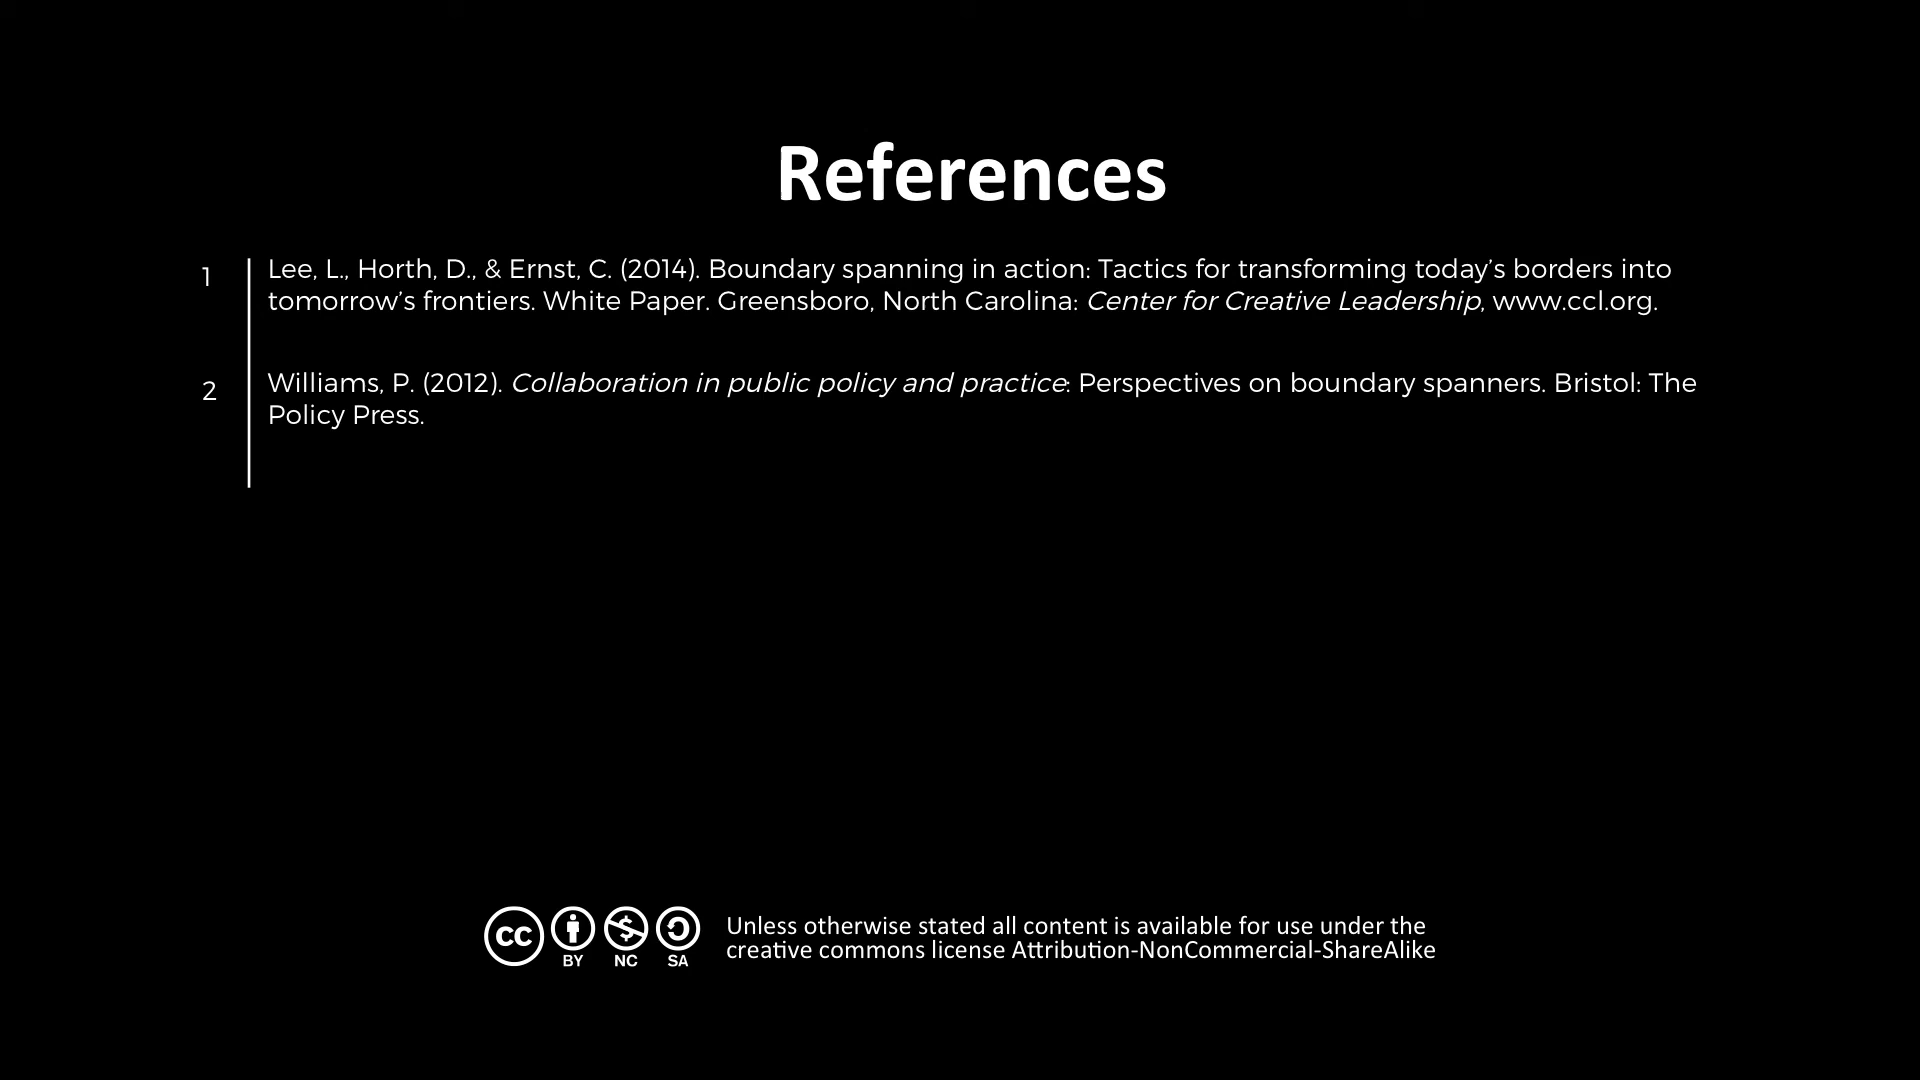 References
1
Lee, L., Horth, D., & Ernst, C. (2014). Boundary spanning in action: Tactics for transforming today’s borders into
tomorrow’s frontiers. White Paper. Greensboro, North Carolina: Center for Creative Leadership, www.ccl.org.
2
Williams, P. (2012). Collaboration in public policy and practice: Perspectives on boundary spanners. Bristol: The
Policy Press.
CC BY NC SA
Unless otherwise stated all content is available for use under the
creative commons license Attribution-NonCommercial-ShareAlike